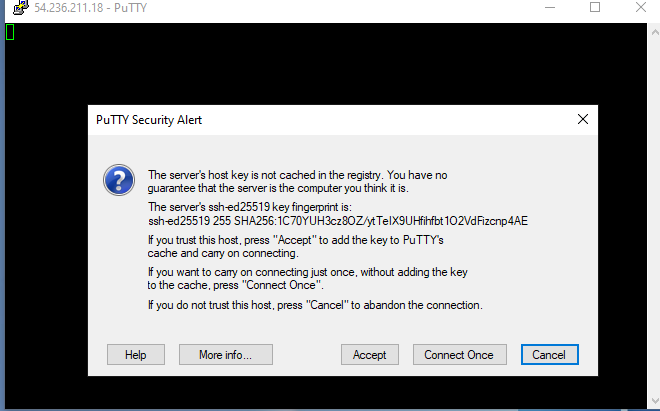 54.236.211.18 - PuTTY
PuTTY Security Alert
The server's host key is not cached in the registry. You have no
guarantee that the server is the computer you think it is.
The server's ssh-ed25519 key fingerprint is:
ssh-ed25519 255 SHA256:1C70YUH3cz8OZ/ytTeIX9UHfihfbt1O2VdFizcnp4AE
If you trust this host, press "Accept" to add the key to PuTTY's
cache and carry on connecting.
If you want to carry on connecting just once, without adding the key
to the cache, press "Connect Once".
If you do not trust this host, press "Cancel" to abandon the connection.
Help More info... Accept Connect Once Cancel